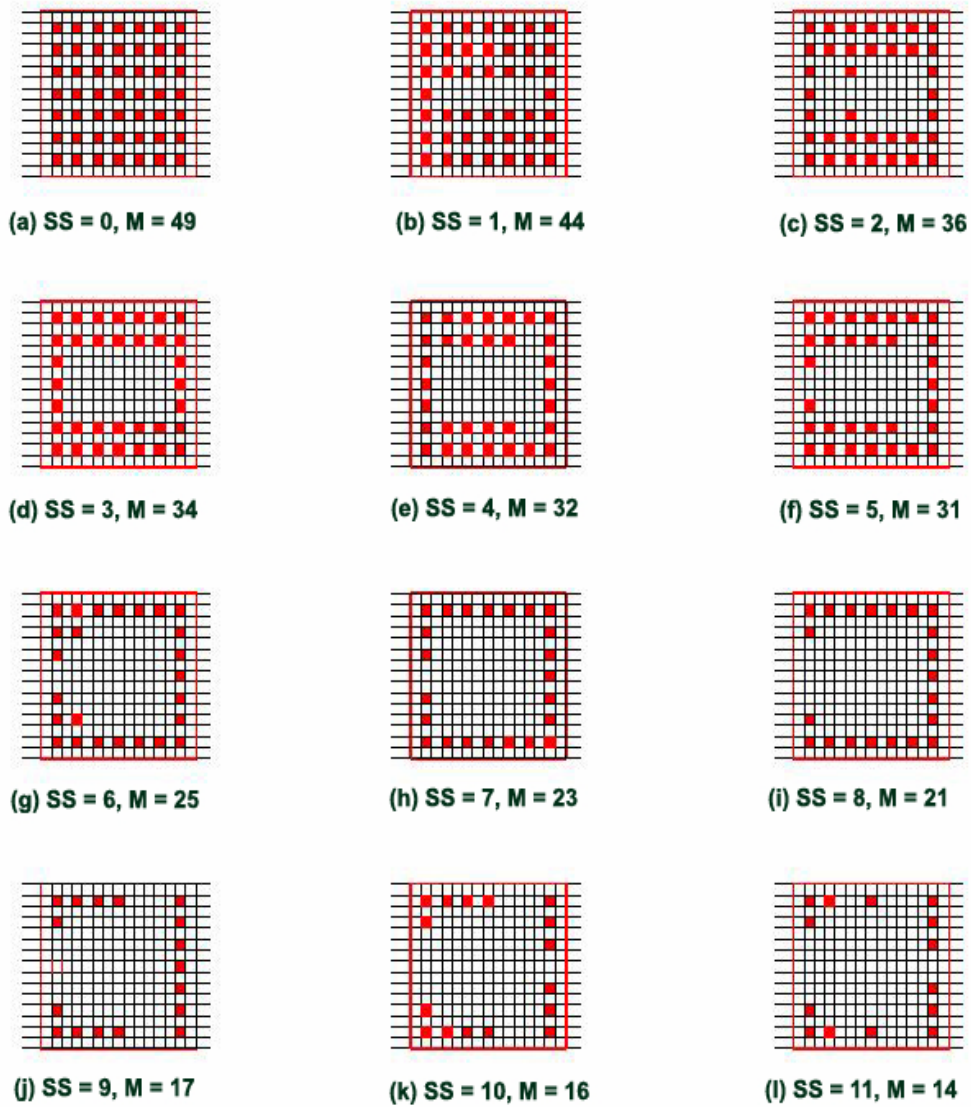 (a) SS = 0, M = 49
(b) SS = 1, M = 44
(c) SS = 2, M = 36
(d) SS = 3, M = 34
(e) SS = 4, M = 32
(f) SS = 5, M = 31
(g) SS = 6, M = 25
(h) SS = 7, M = 23
(i) SS = 8, M = 21
(j) SS = 9, M = 17
(k) SS = 10, M = 16
(l) SS = 11, M = 14